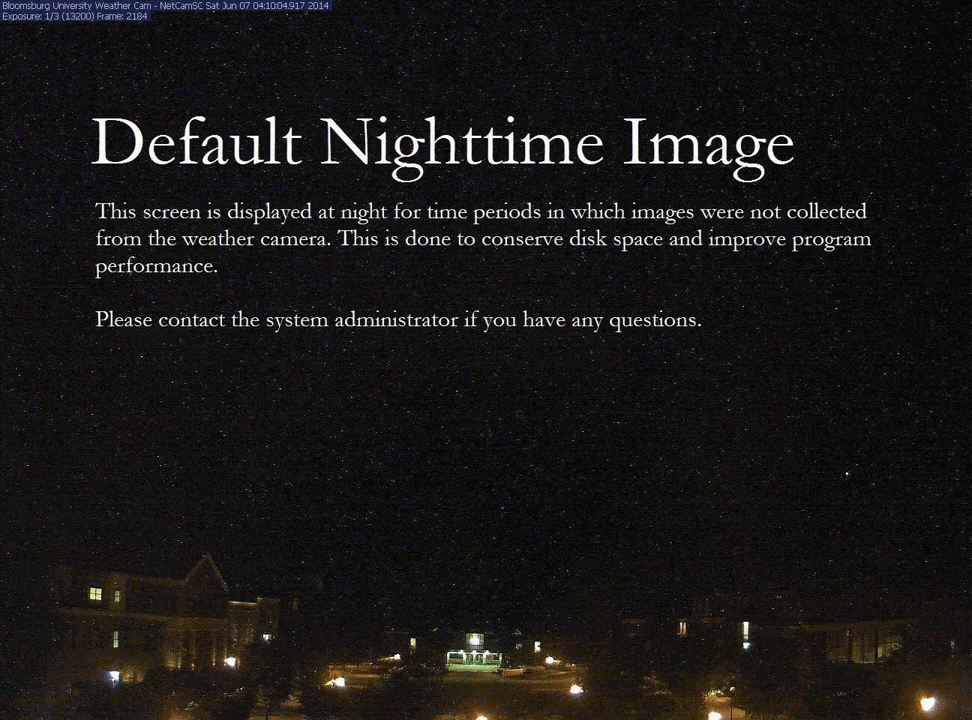 Bloomsburg University Weather Cam - NetCamSC Sat Jun 07 04:10:04.917 2014
Exposure: 1/3 (13200) Frame: 2184
Default Nighttime Image
This screen is displayed at night for time periods in which images were not collected
from the weather camera. This is done to conserve disk space and improve program
performance.
Please contact the system administrator if you have any questions.